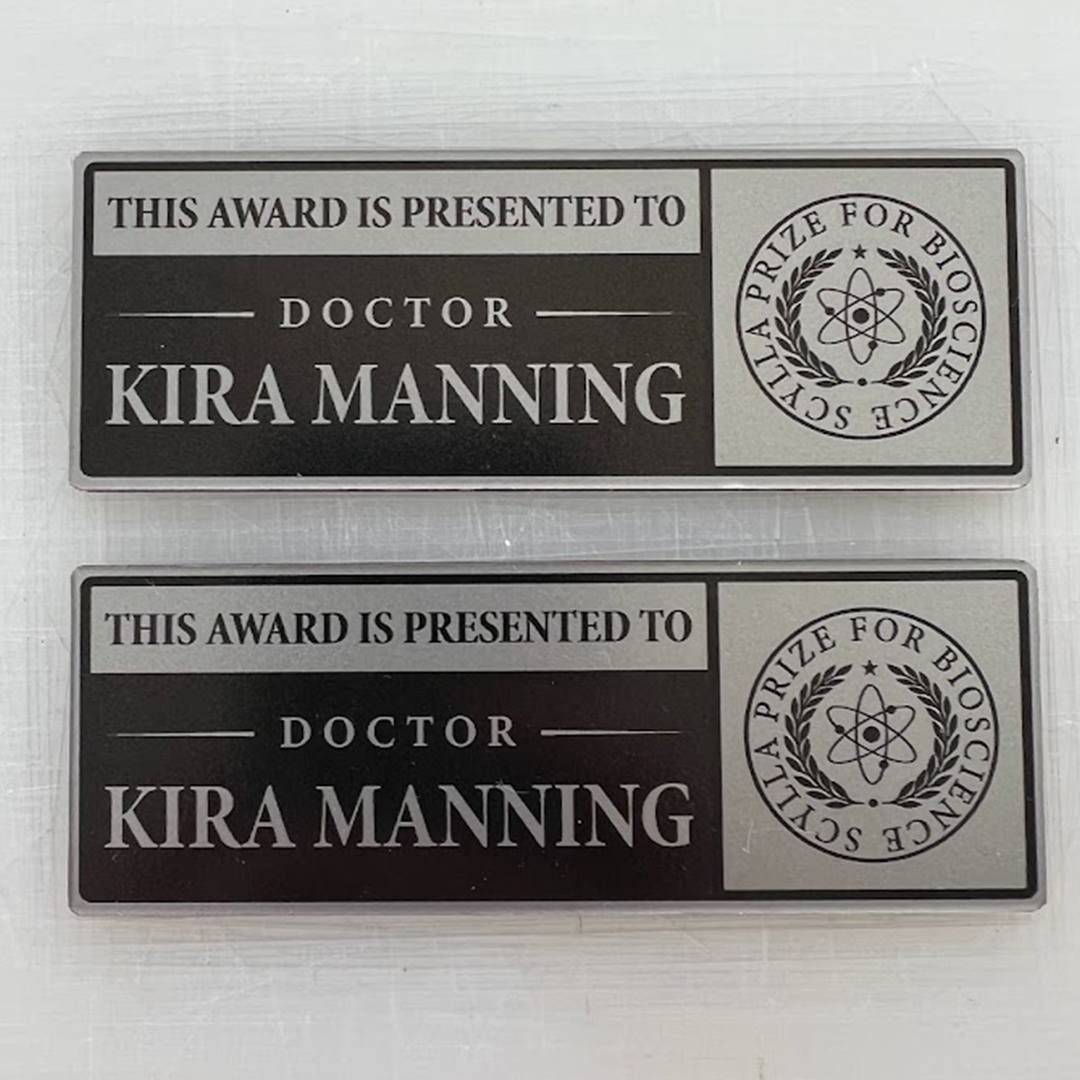 THIS AWARD IS PRESENTED TO
DOCTOR
KIRA MANNING
SCYLLA PRIZE FOR BIOSCIENCE
THIS AWARD IS PRESENTED TO
DOCTOR
KIRA MANNING
SCYLLA PRIZE FOR BIOSCIENCE